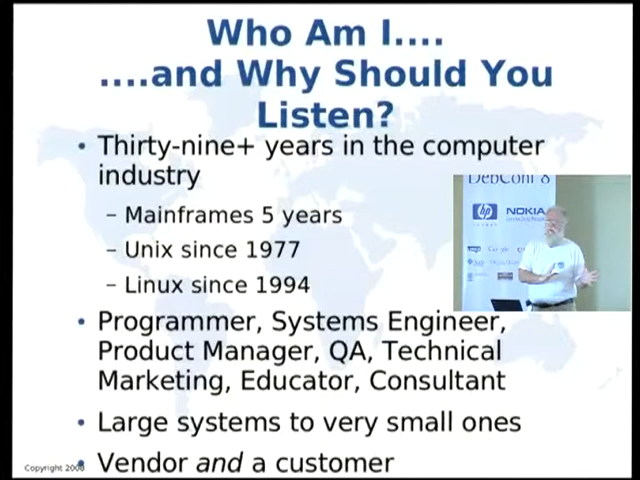 Who Am I....
....and Why Should You
Listen?
• Thirty-nine+ years in the computer
industry
– Mainframes 5 years
– Unix since 1977
– Linux since 1994
• Programmer, Systems Engineer,
Product Manager, QA, Technical
Marketing, Educator, Consultant
• Large systems to very small ones
• Vendor and a customer
DebConf 8
hp
NOKIA
Copyright 2008